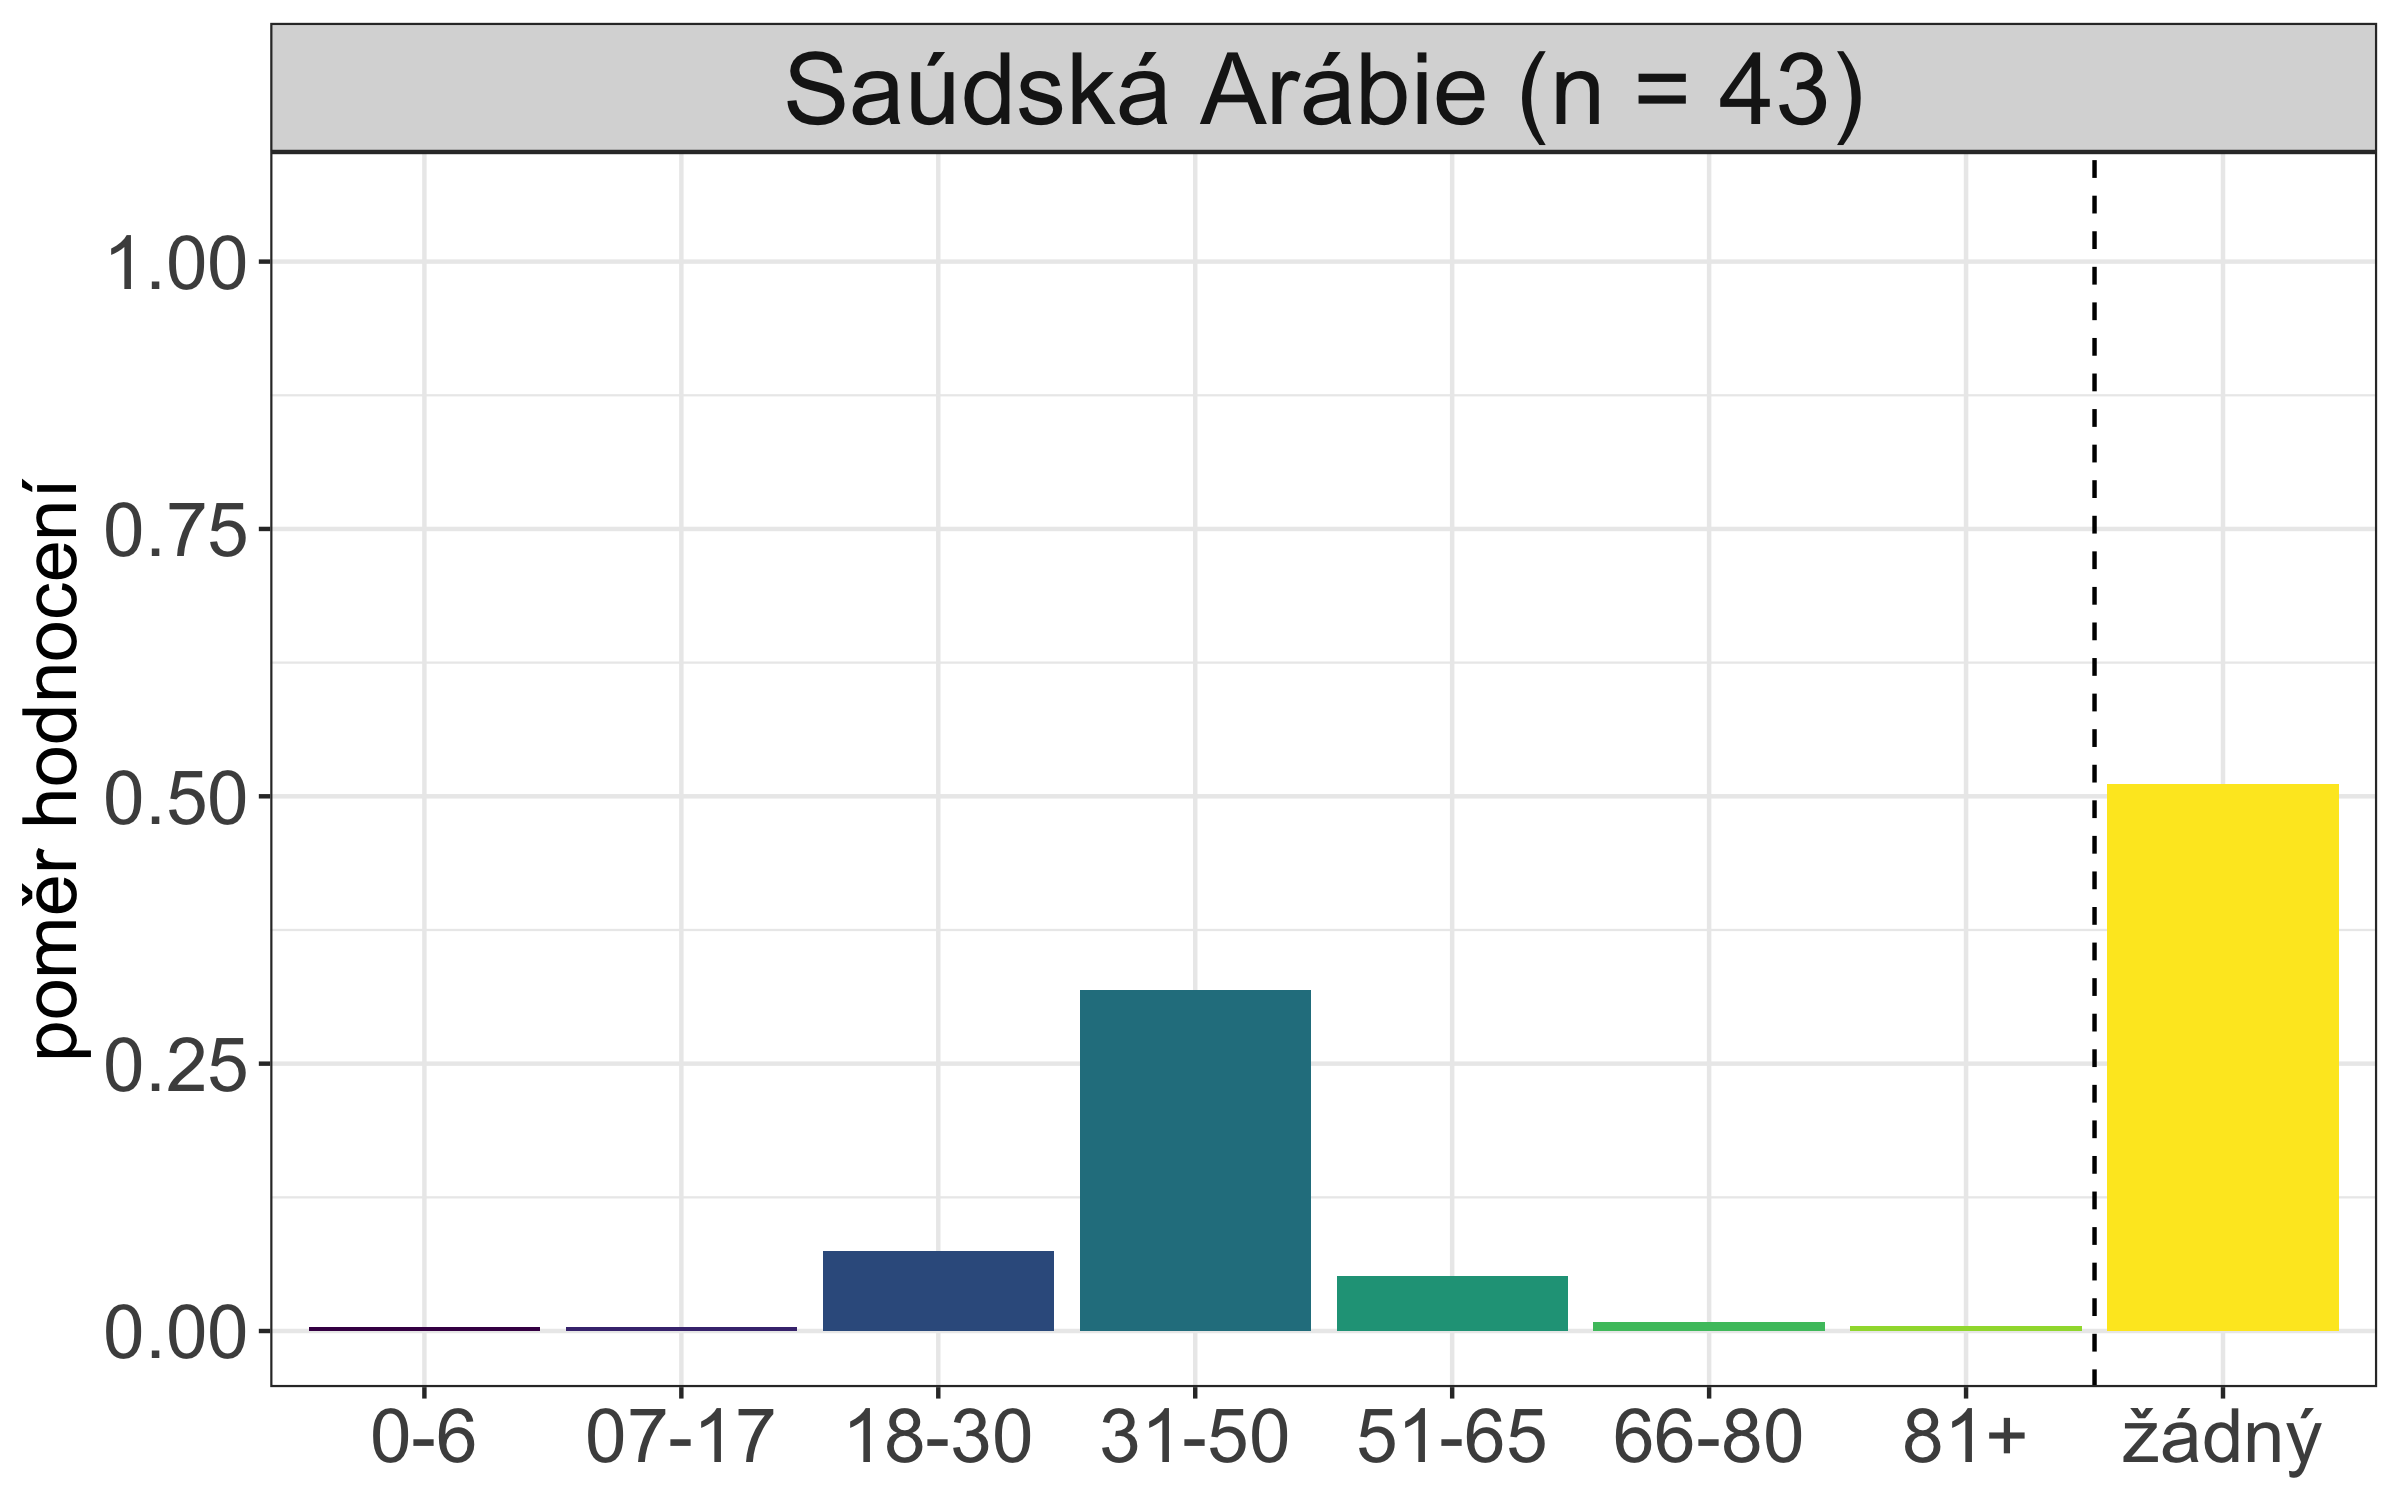 Saúdská Arábie (n = 43)
poměr hodnocení
1.00
0.75
0.50
0.25
0.00
0-6 07-17 18-30 31-50 51-65 66-80 81+ žádný